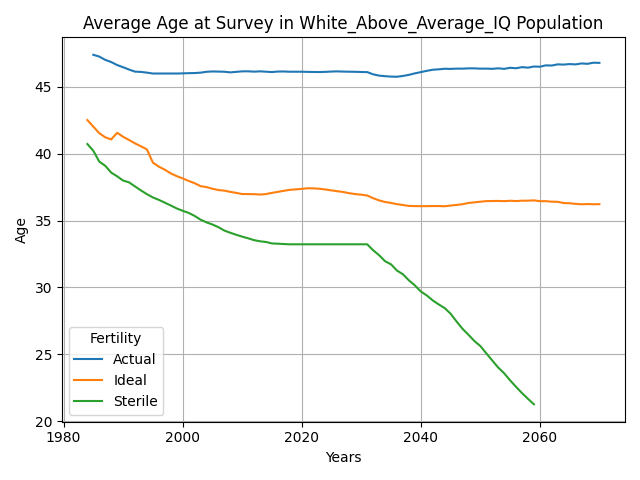 Average Age at Survey in White_Above_Average_IQ Population
45
40
35
30
25
20
Age
Fertility
Actual
Ideal
Sterile
1980
2000
2020
2040
2060
Years